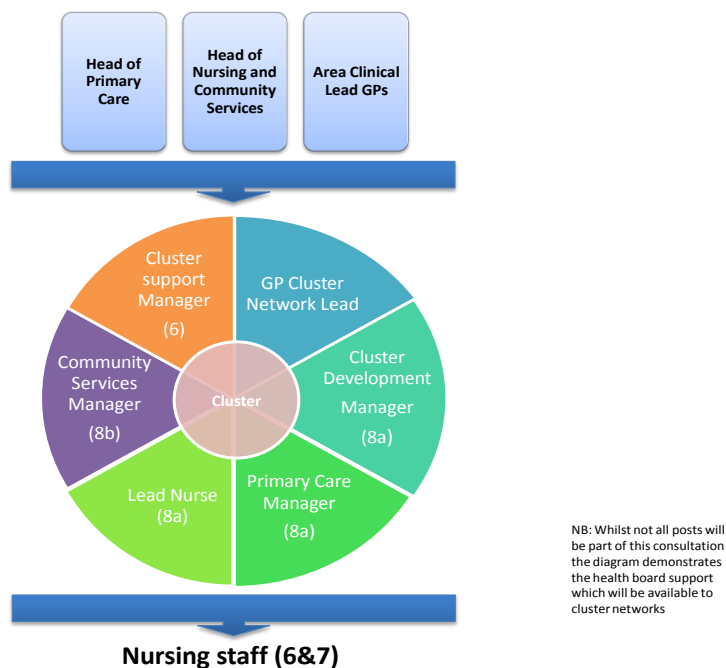 Head of
Primary
Care
Head of
Nursing and
Community
Services
Area Clinical
Lead GPs
Cluster
support
Manager
(6)
GP Cluster
Network Lead
Community
Services
Manager
(8b)
Cluster
Development
Manager
(8a)
Cluster
Lead Nurse
(8a)
Primary Care
Manager
(8a)
NB: Whilst not all posts will
be part of this consultation
the diagram demonstrates
the health board support
which will be available to
cluster networks
Nursing staff (6&7)